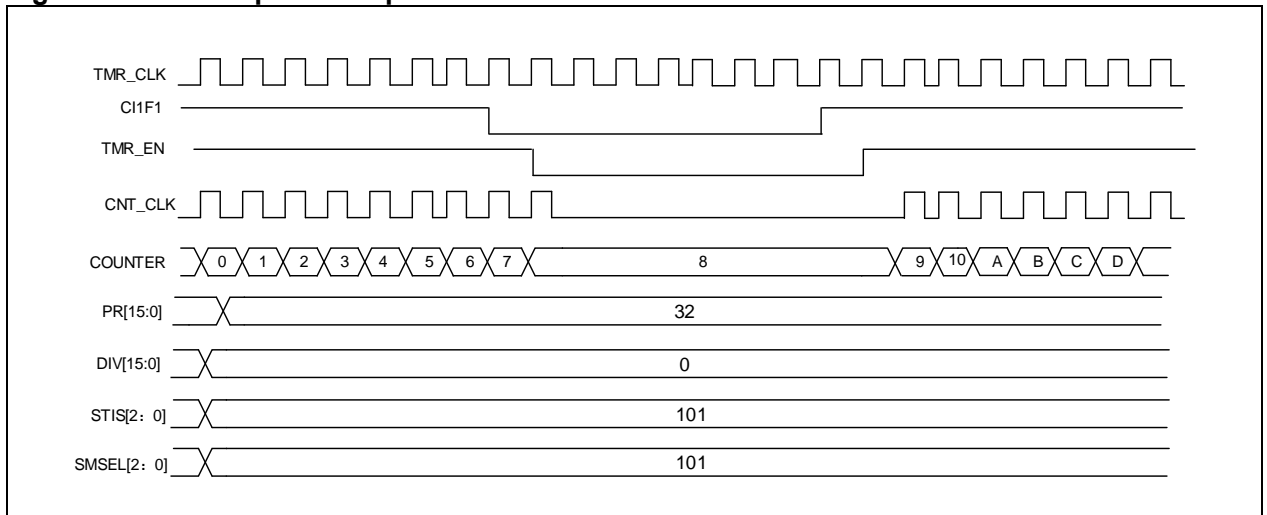 TMR_CLK
CI1F1
TMR_EN
CNT_CLK
COUNTER 0 1 2 3 4 5 6 7 8 9 10 A B C D
PR[15:0] 32
DIV[15:0] 0
STIS[2：0] 101
SMSEL[2：0] 101